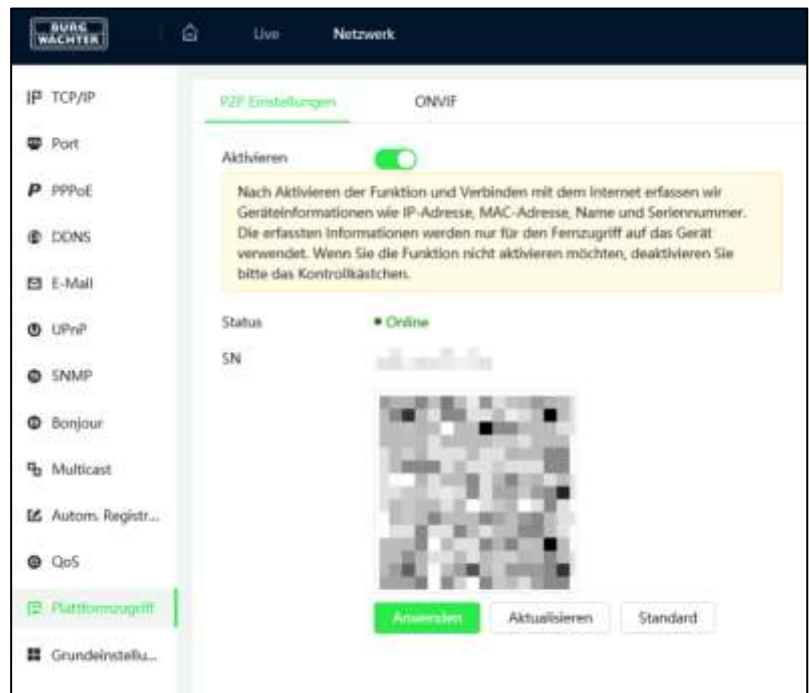 BURG
WÄCHTER
Live
Netzwerk
TCP/IP
Port
PPPoE
DDNS
E-Mail
UPnP
SNMP
Bonjour
Multicast
Autom. Registr...
QoS
Plattformzugriff
Grundeinstellu...
P2P Einstellungen
ONVIF
Aktivieren
Nach Aktivieren der Funktion und Verbinden mit dem Internet erfassen wir
Geräteinformationen wie IP-Adresse, MAC-Adresse, Name und Seriennummer.
Die erfassten Informationen werden nur für den Fernzugriff auf das Gerät
verwendet. Wenn Sie die Funktion nicht aktivieren möchten, deaktivieren Sie
bitte das Kontrollkästchen.
Status
Online
SN
Anwenden
Aktualisieren
Standard